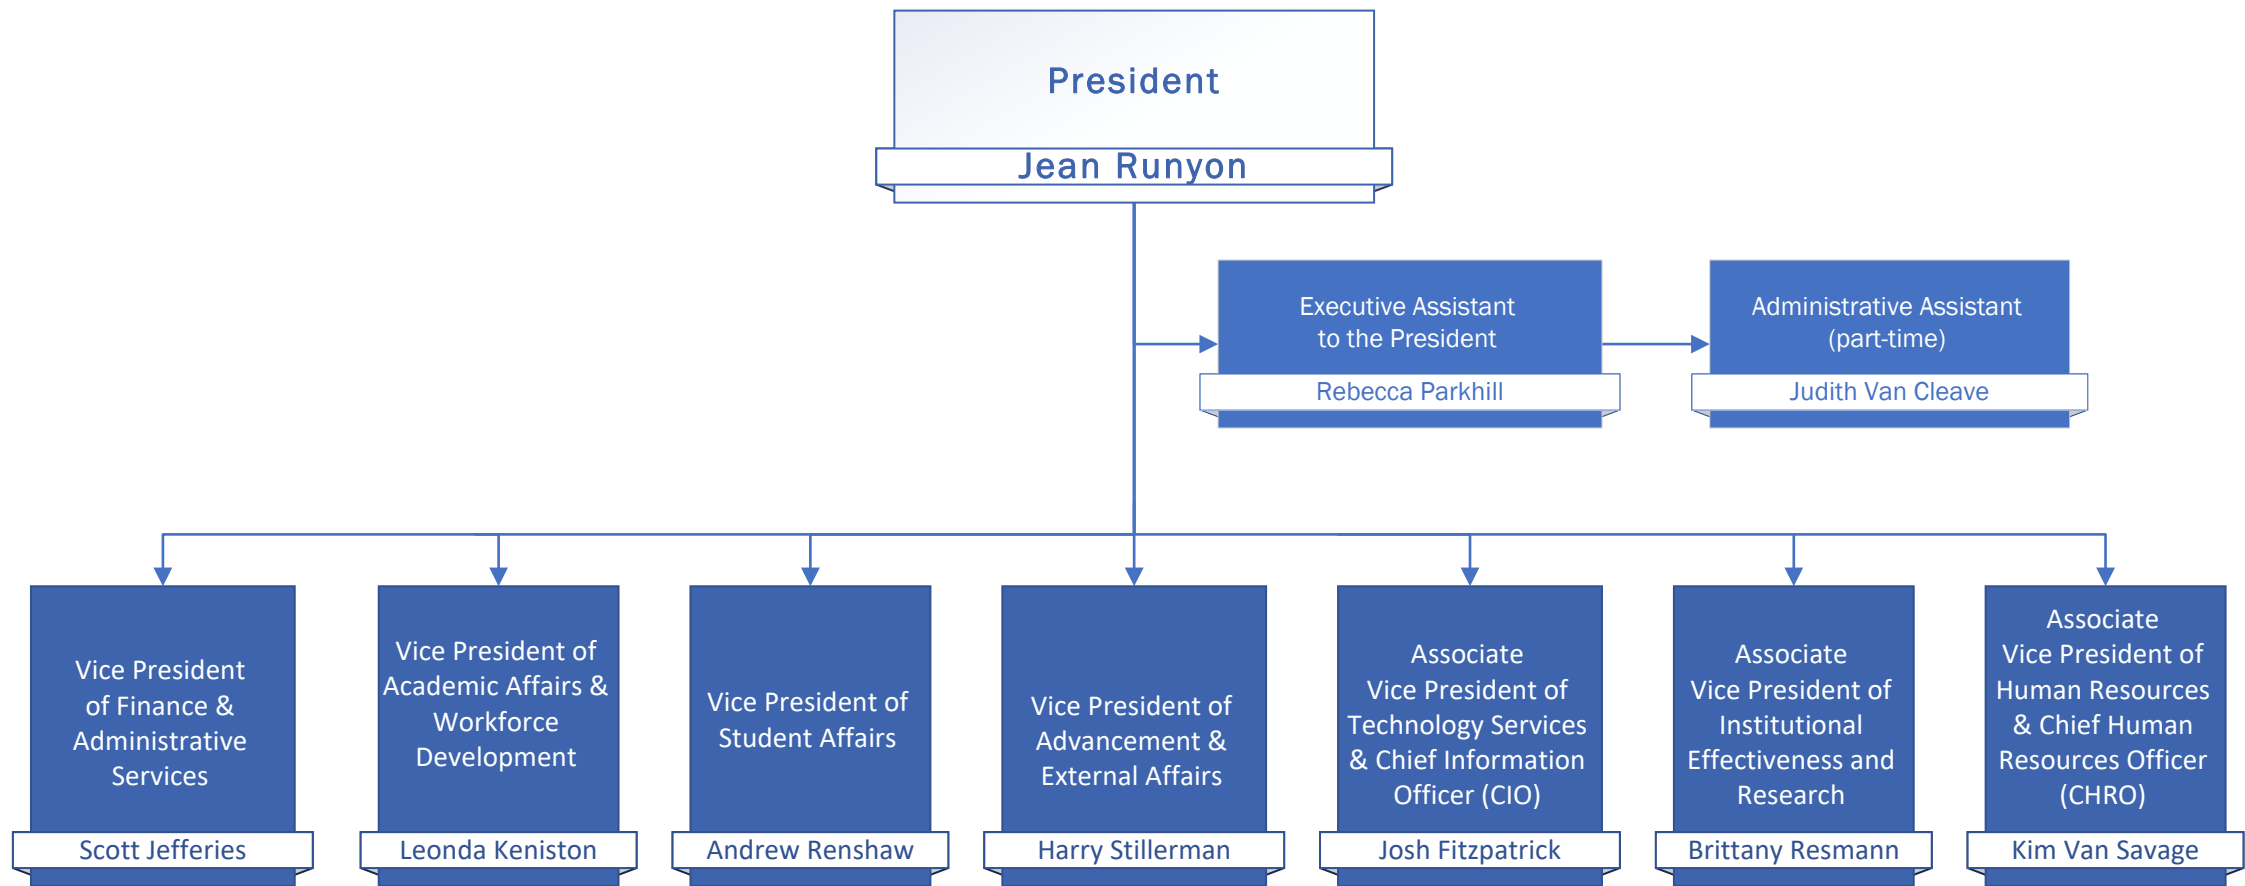 President
Jean Runyon
Executive Assistant
to the President
Rebecca Parkhill
Administrative Assistant
(part-time)
Judith Van Cleave
Vice President
of Finance &
Administrative
Services
Scott Jefferies
Vice President of
Academic Affairs &
Workforce
Development
Leonda Keniston
Vice President of
Student Affairs
Andrew Renshaw
Vice President of
Advancement &
External Affairs
Harry Stillerman
Associate
Vice President of
Technology Services
& Chief Information
Officer (CIO)
Josh Fitzpatrick
Associate
Vice President of
Institutional
Effectiveness and
Research
Brittany Resmann
Associate
Vice President of
Human Resources
& Chief Human
Resources Officer
(CHRO)
Kim Van Savage